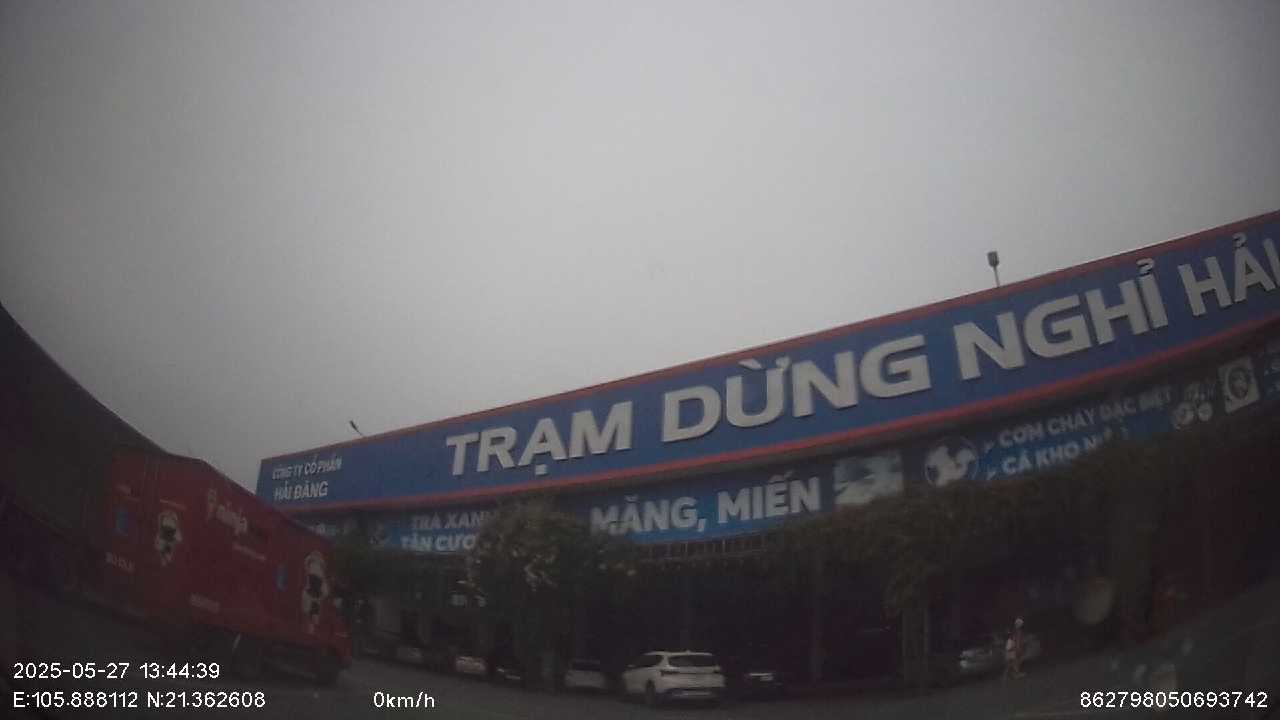 TRẠM DỪNG NGHỈ HẢI
CÔNG TY CỔ PHẦN
HẢI ĐĂNG
TRÀ XANH
TÂN CƯƠ
MĂNG, MIẾN
CƠM CHÁY ĐẶC BIỆT
CÁ KHO
ninja
2025-05-27 13:44:39
E:105.888112 N:21.362608
0km/h
862798050693742